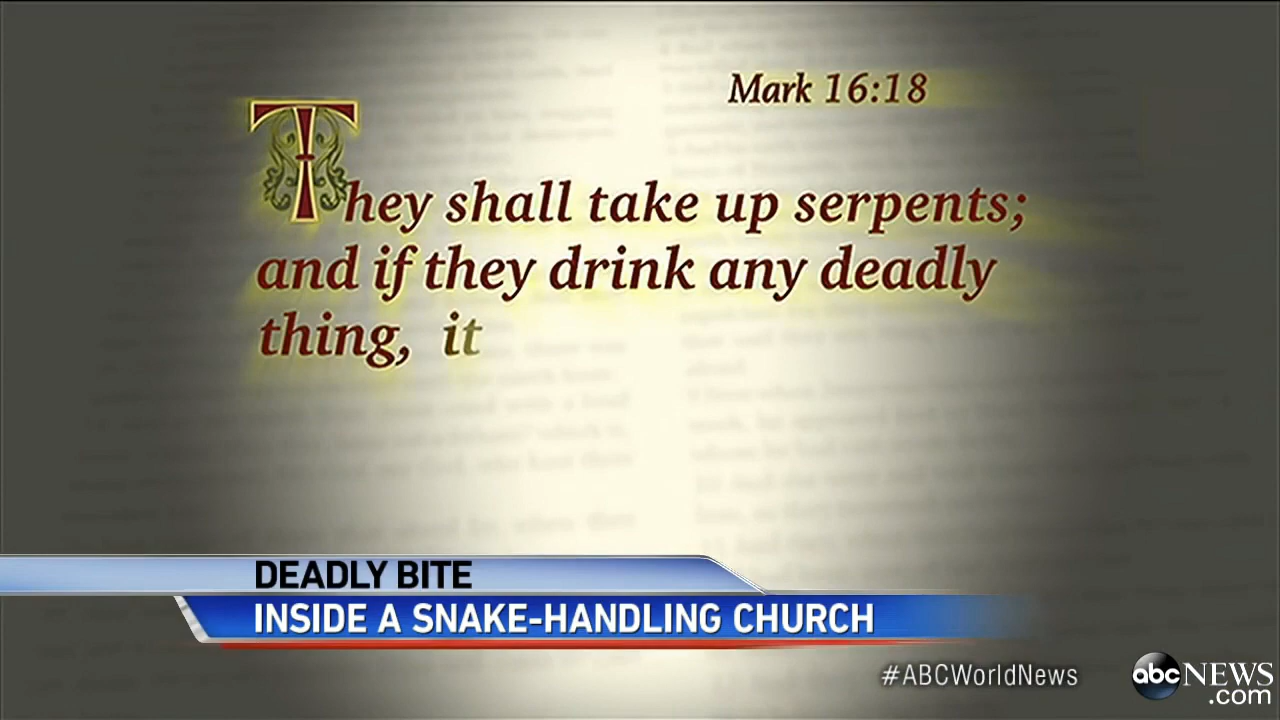 Mark 16:18
They shall take up serpents;
and if they drink any deadly
thing, it
DEADLY BITE
INSIDE A SNAKE-HANDLING CHURCH
#ABCWorldNews
abc NEWS
.com